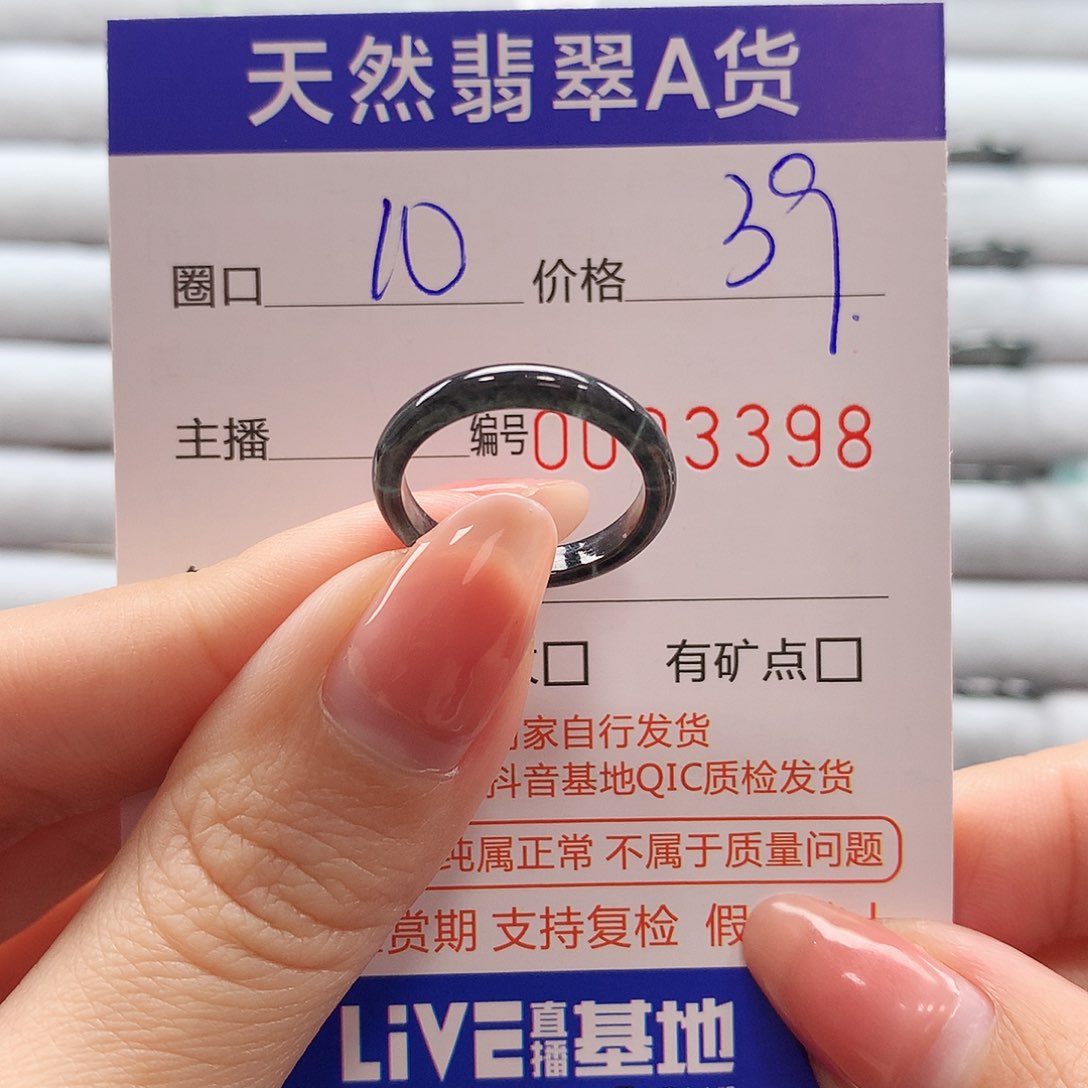 天然翡翠A货
圈口 10 价格 39.
主播 编号 00 3398
有矿点
家自行发货
抖音基地QIC质检发货
纯属正常 不属于质量问题
赏期 支持复检 假
LiVE直播基地